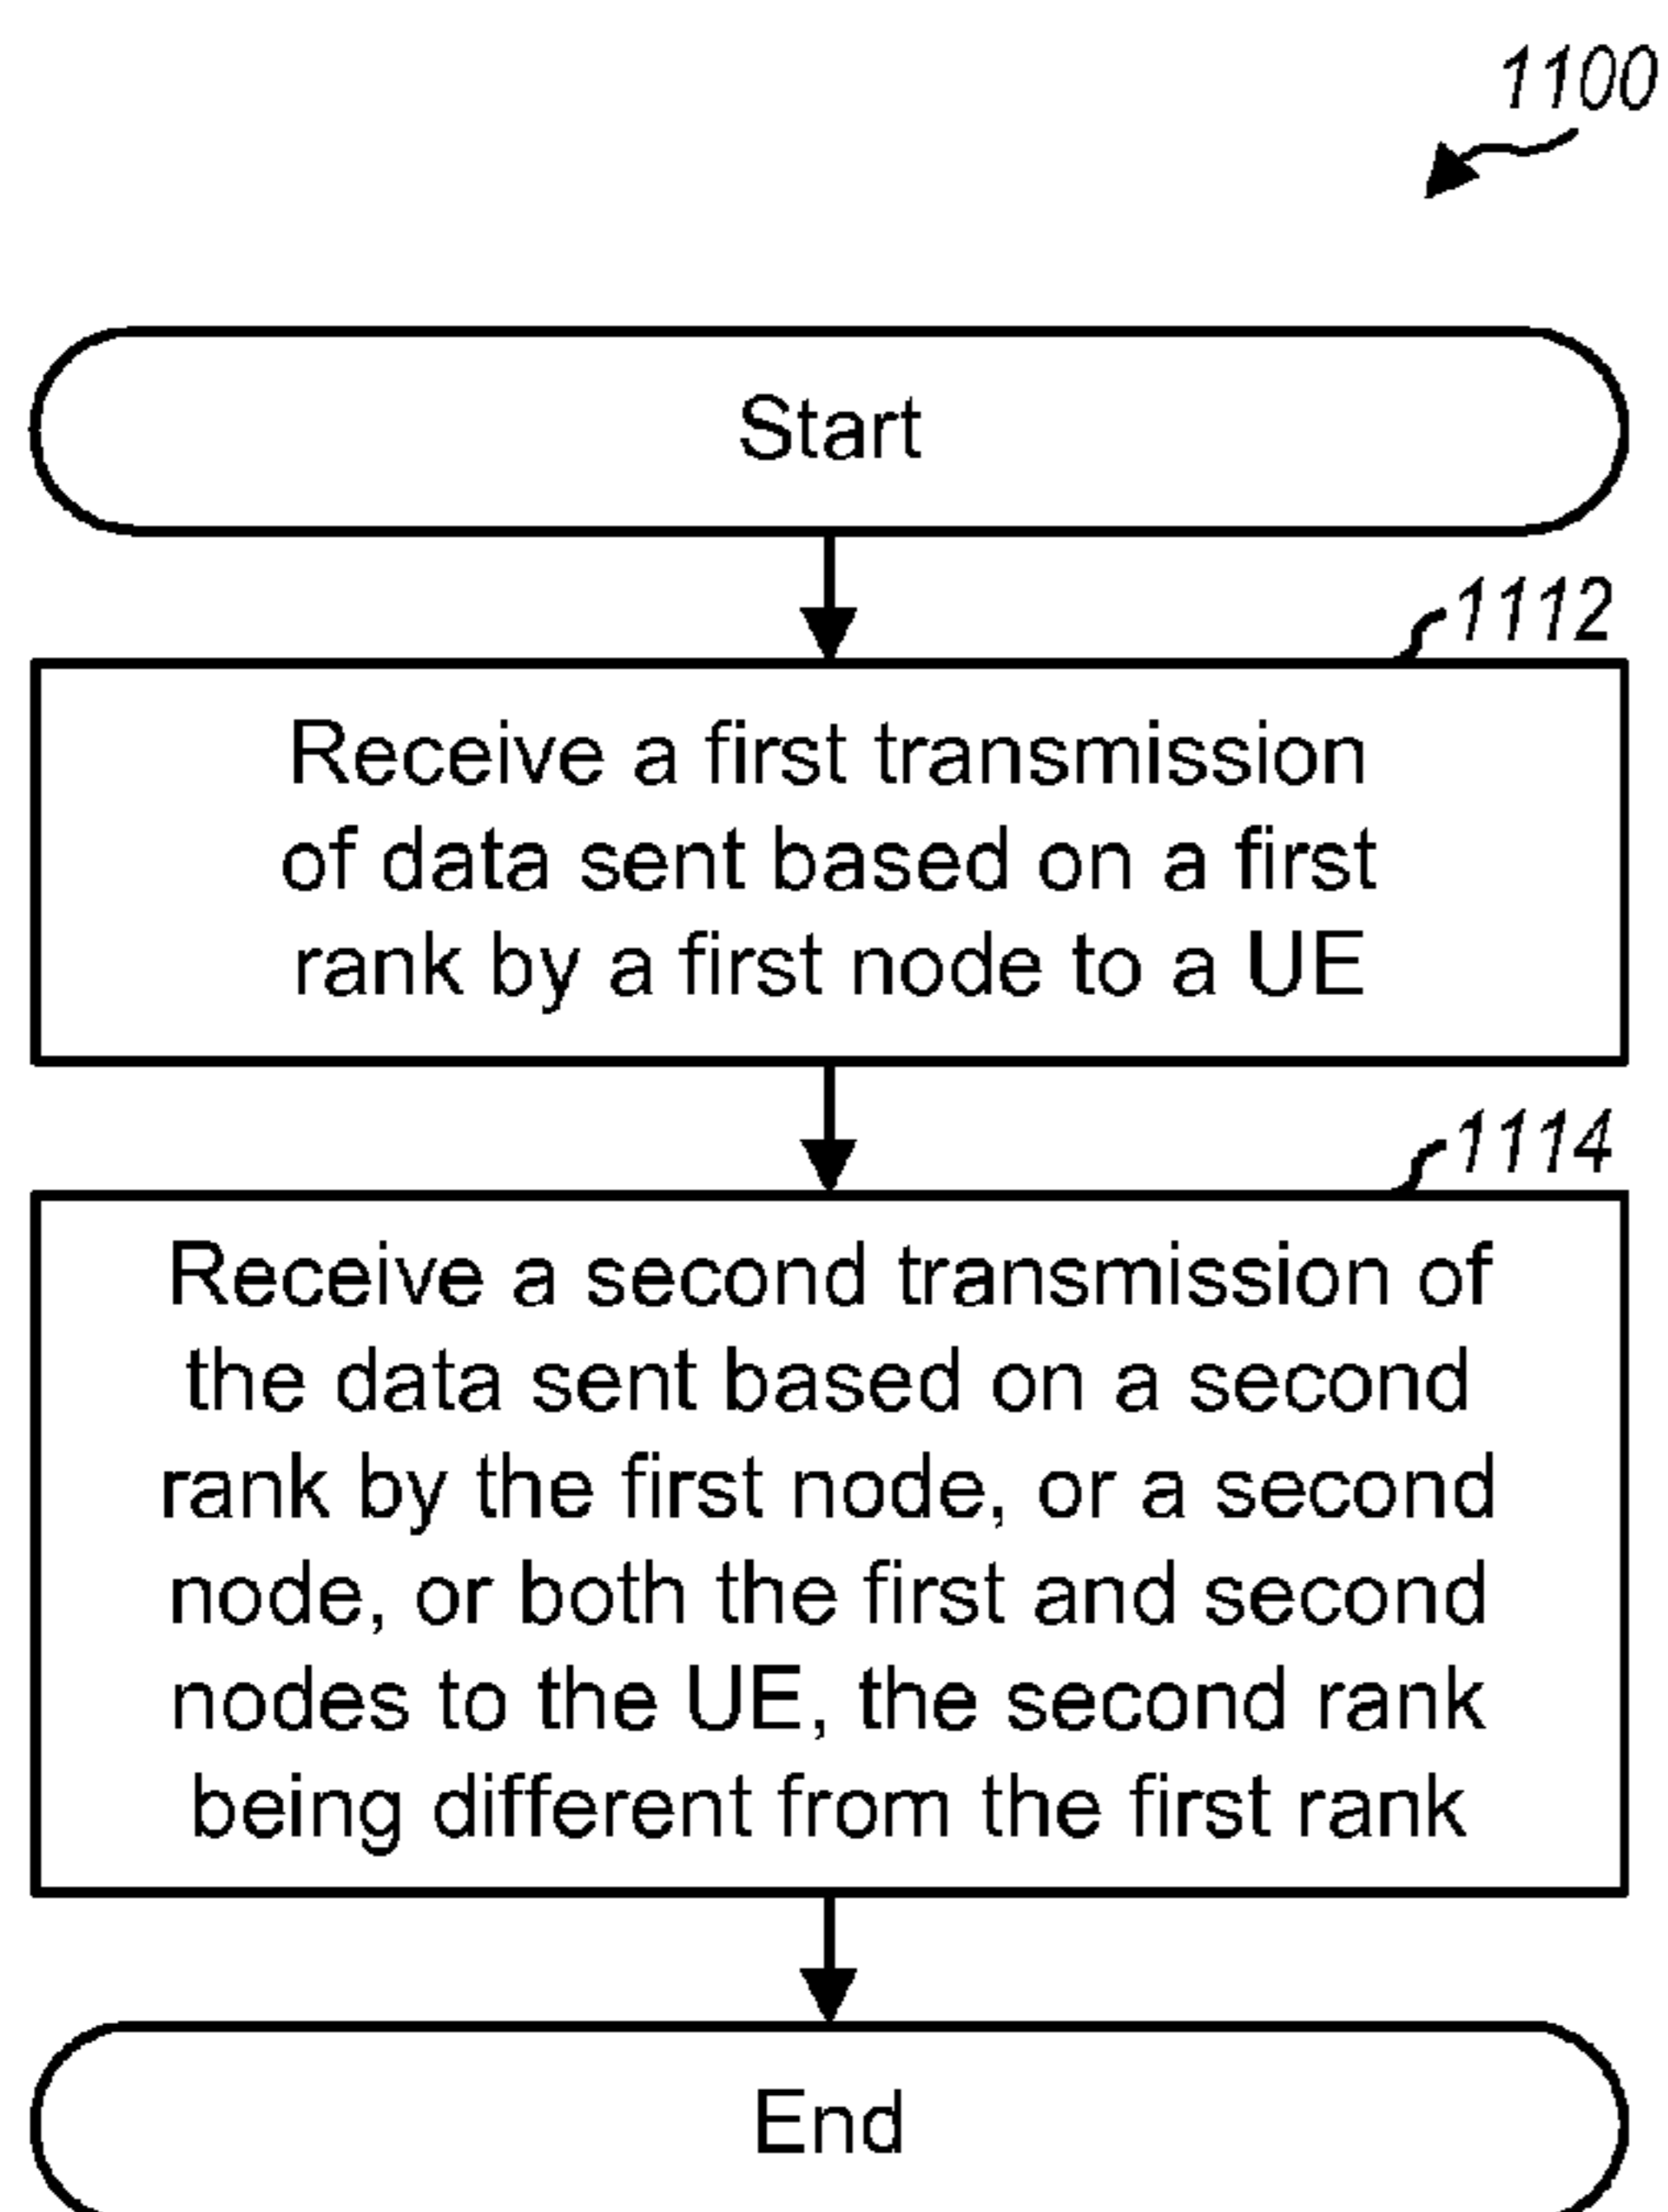 1100
Start
1112
Receive a first transmission
of data sent based on a first
rank by a first node to a UE
1114
Receive a second transmission of
the data sent based on a second
rank by the first node, or a second
node, or both the first and second
nodes to the UE, the second rank
being different from the first rank
End